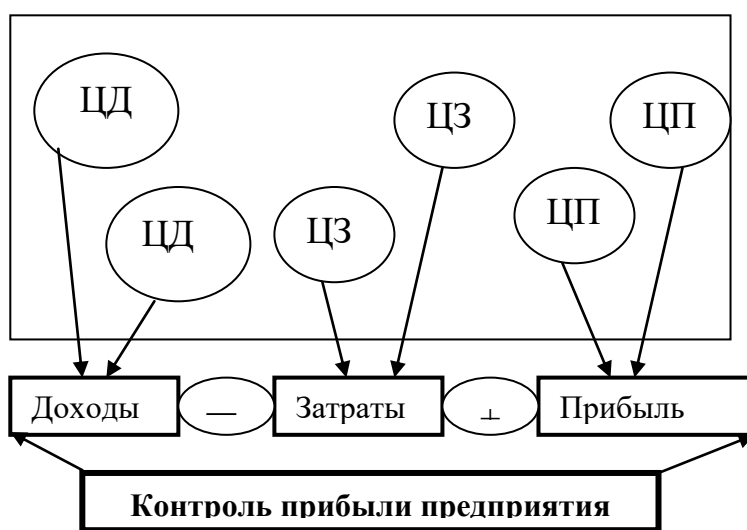 ЦД
ЦЗ
ЦП
ЦД
ЦЗ
ЦП
Доходы — Затраты + Прибыль
Контроль прибыли предприятия